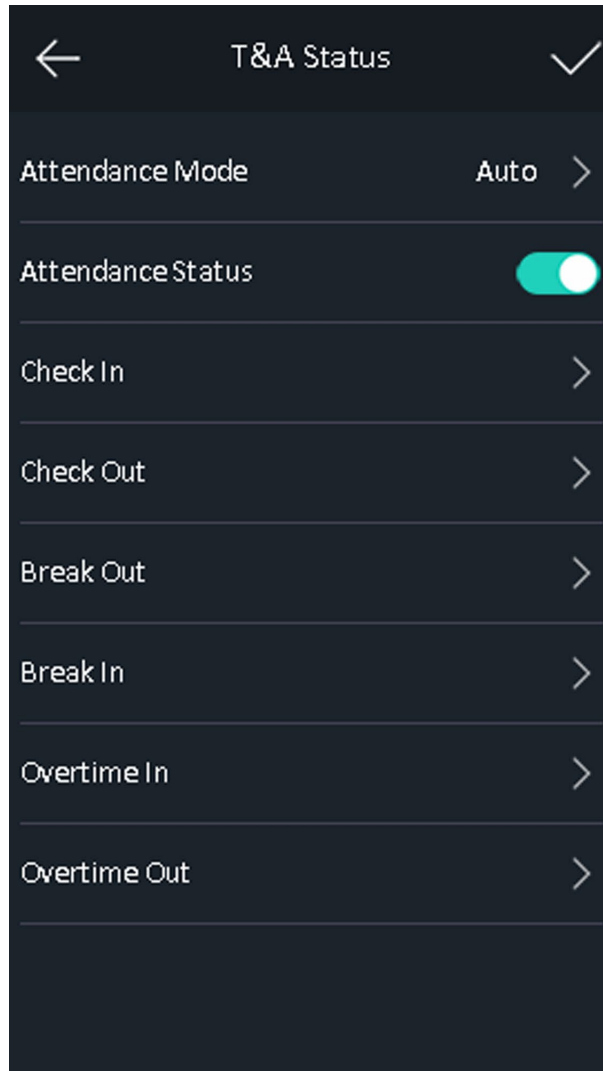 T&A Status
Attendance Mode Auto
Attendance Status
Check In
Check Out
Break Out
Break In
Overtime In
Overtime Out